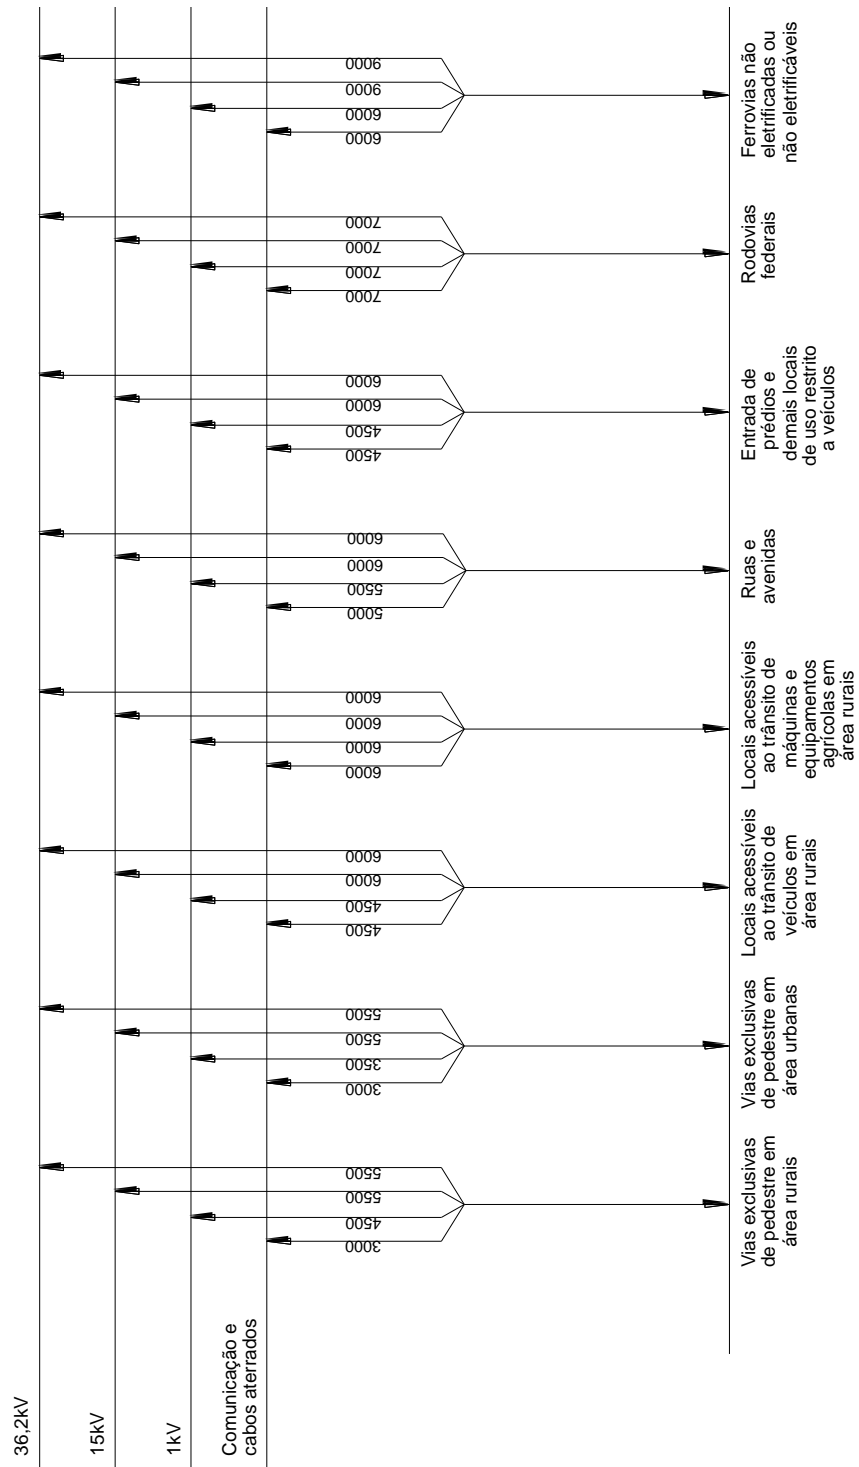 36,2kV
15kV
1kV
Comunicação e
cabos aterrados
3000
4500
5500
5500
Vias exclusivas
de pedestre em
área rurais
3000
3500
5500
5500
Vias exclusivas
de pedestre em
área urbanas
4500
4500
6000
6000
Locais acessíveis
ao trânsito de
veículos em
área rurais
6000
6000
6000
6000
Locais acessíveis
ao trânsito de
máquinas e
equipamentos
agrícolas em
área rurais
5000
5500
6000
6000
Ruas e
avenidas
4500
4500
6000
6000
Entrada de
prédios e
demais locais
de uso restrito
a veículos
7000
7000
7000
7000
Rodovias
federais
6000
6000
9000
9000
Ferrovias não
eletrificadas ou
não eletrificáveis